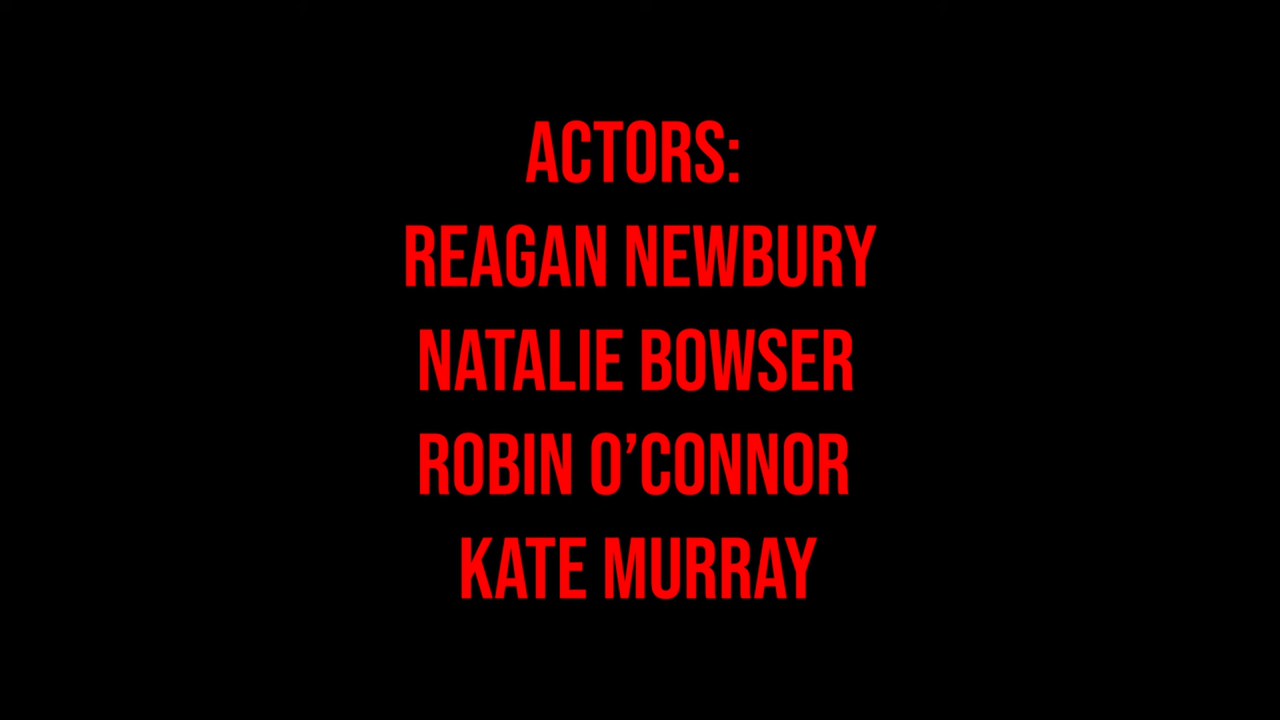 ACTORS:
REAGAN NEWBURY
NATALIE BOWSER
ROBIN O’CONNOR
KATE MURRAY